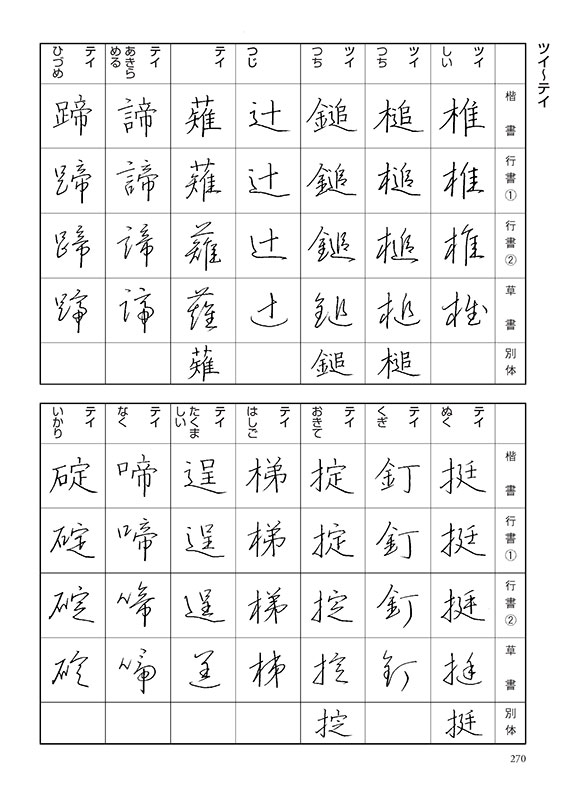 ツイ〜テイ
楷書 行書① 行書② 草書 別体
ツイ
しい
椎 椎 椎 椎
ツイ
つち
槌 槌 槌 槌 槌
ツイ
つち
鎚 鎚 鎚 鎚 鎚
つじ
辻 辻 辻 辻
テイ
薙 薙 薙 薙 薙
テイ
あきら
める
諦 諦 諦 諦
テイ
ひづめ
蹄 蹄 蹄 蹄
楷書 行書① 行書② 草書 別体
テイ
ぬく
挺 挺 挺 挺 挺
テイ
くぎ
釘 釘 釘 釘
テイ
おきて
掟 掟 掟 掟 掟
テイ
はしご
梯 梯 梯 梯
テイ
たくま
しい
逞 逞 逞 逞
テイ
なく
啼 啼 啼 啼
テイ
いかり
碇 碇 碇 碇
270